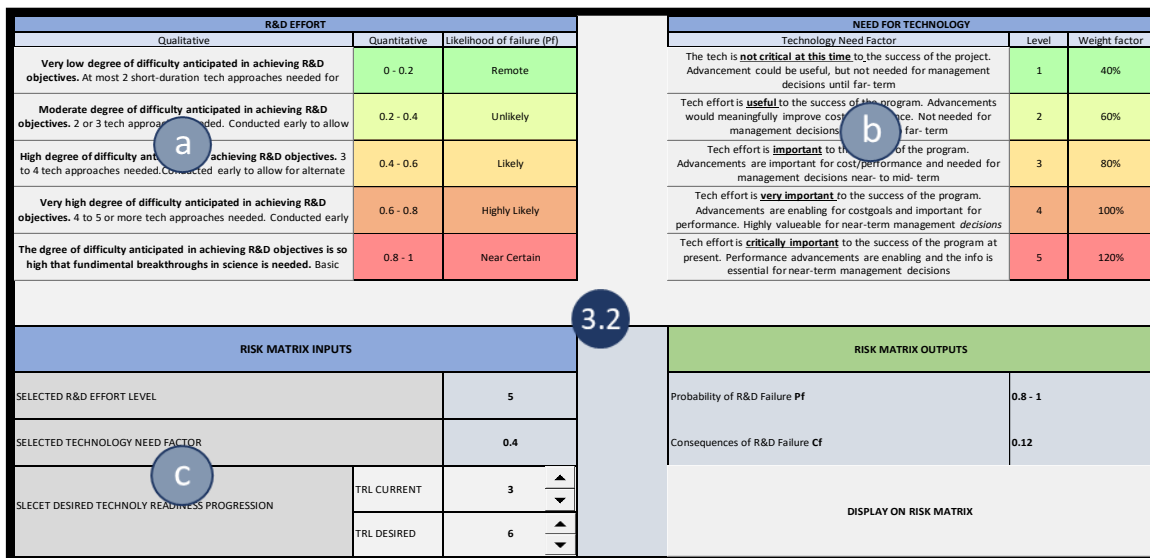 R&D EFFORT
Qualitative Quantitative Likelihood of failure (Pf)
Very low degree of difficulty anticipated in achieving R&D
objectives. At most 2 short-duration tech approaches needed for
0 - 0.2 Remote
Moderate degree of difficulty anticipated in achieving R&D
objectives. 2 or 3 tech Conducted early to allow
0.2 - 0.4 Unlikely
High degree of difficulty achieving R&D objectives. 3
to 4 tech approaches needed. early to allow for alternate
0.4 - 0.6 Likely
Very high degree of difficulty anticipated in achieving R&D
objectives. 4 to 5 or more tech approaches needed. Conducted early
0.6 - 0.8 Highly Likely
The dgree of difficulty anticipated in achieving R&D objectives is so
high that fundimental breakthroughs in science is needed. Basic
0.8 - 1 Near Certain
a
NEED FOR TECHNOLOGY
Technology Need Factor Level Weight factor
The tech is not critical at this time to the success of the project.
Advancement could be useful, but not needed for management
decisions until far- term
1 40%
Tech effort is useful to the success of the program. Advancements
would meaningfully improve Not needed for
management decisions far- term
2 60%
Tech effort is important to of the program.
Advancements are important for cost/performance and needed for
management decisions near- to mid- term
3 80%
Tech effort is very important to the success of the program.
Advancements are enabling for costgoals and important for
performance. Highly valueable for near-term management decisions
4 100%
Tech effort is critically important to the success of the program at
present. Performance advancements are enabling and the info is
essential for near-term management decisions
5 120%
b
3.2
RISK MATRIX INPUTS
SELECTED R&D EFFORT LEVEL 5
SELECTED TECHNOLOGY NEED FACTOR 0.4
SLECET DESIRED TECHNOLY READINESS PROGRESSION
TRL CURRENT 3
TRL DESIRED 6
c
RISK MATRIX OUTPUTS
Probability of R&D Failure Pf 0.8 - 1
Consequences of R&D Failure Cf 0.12
DISPLAY ON RISK MATRIX